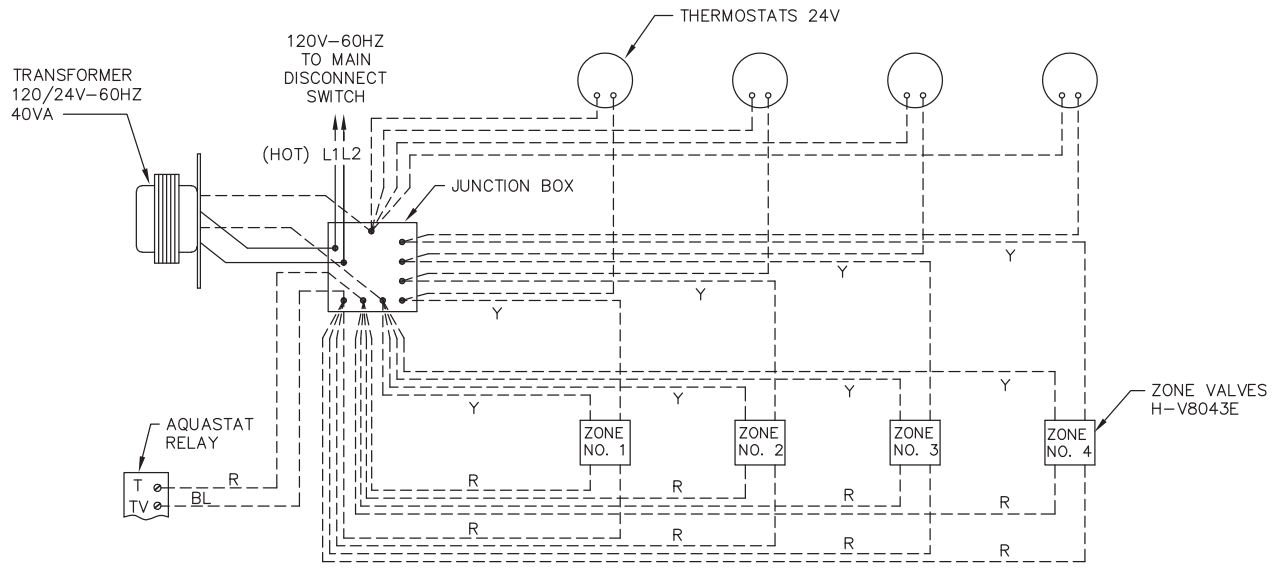 THERMOSTATS 24V
120V-60HZ
TO MAIN
DISCONNECT
SWITCH
TRANSFORMER
120/24V-60HZ
40VA
(HOT) L1 L2
JUNCTION BOX
Y
Y
Y
Y
Y
Y
Y
Y
ZONE VALVES
H-V8043E
AQUASTAT
RELAY
ZONE
NO. 1
ZONE
NO. 2
ZONE
NO. 3
ZONE
NO. 4
T
R
TV
BL
R
R
R
R
R
R
R
R